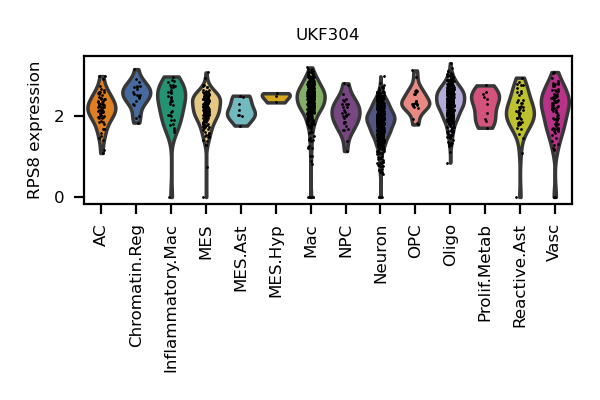 UKF304
RPS8 expression
2
0
AC
Chromatin.Reg
Inflammatory.Mac
MES
MES.Ast
MES.Hyp
Mac
NPC
Neuron
OPC
Oligo
Prolif.Metab
Reactive.Ast
Vasc